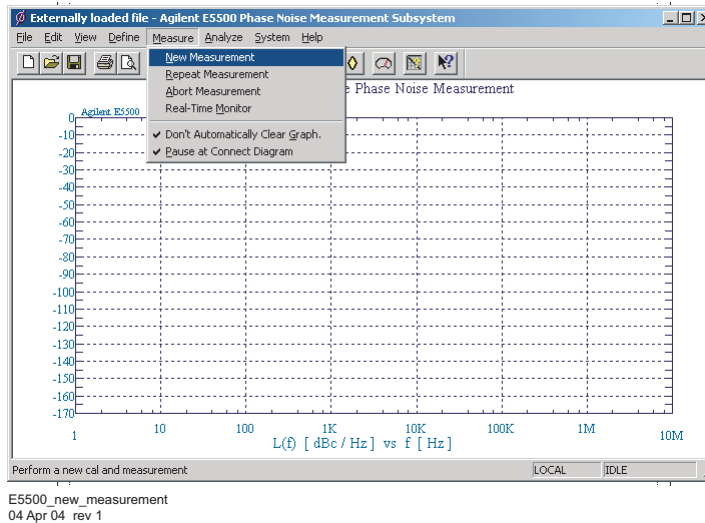 Externally loaded file - Agilent E5500 Phase Noise Measurement Subsystem
File Edit View Define Measure Analyze System Help
New Measurement
Repeat Measurement
Abort Measurement
Real-Time Monitor
✔ Don't Automatically Clear Graph.
✔ Pause at Connect Diagram
e Phase Noise Measurement
Agilent E5500
0
-10
-20
-30
-40
-50
-60
-70
-80
-90
-100
-110
-120
-130
-140
-150
-160
-170
1 10 100 1K 10K 100K 1M 10M
L(f) [ dBc / Hz ] vs f [ Hz ]
Perform a new cal and measurement LOCAL IDLE
E5500_new_measurement
04 Apr 04 rev 1